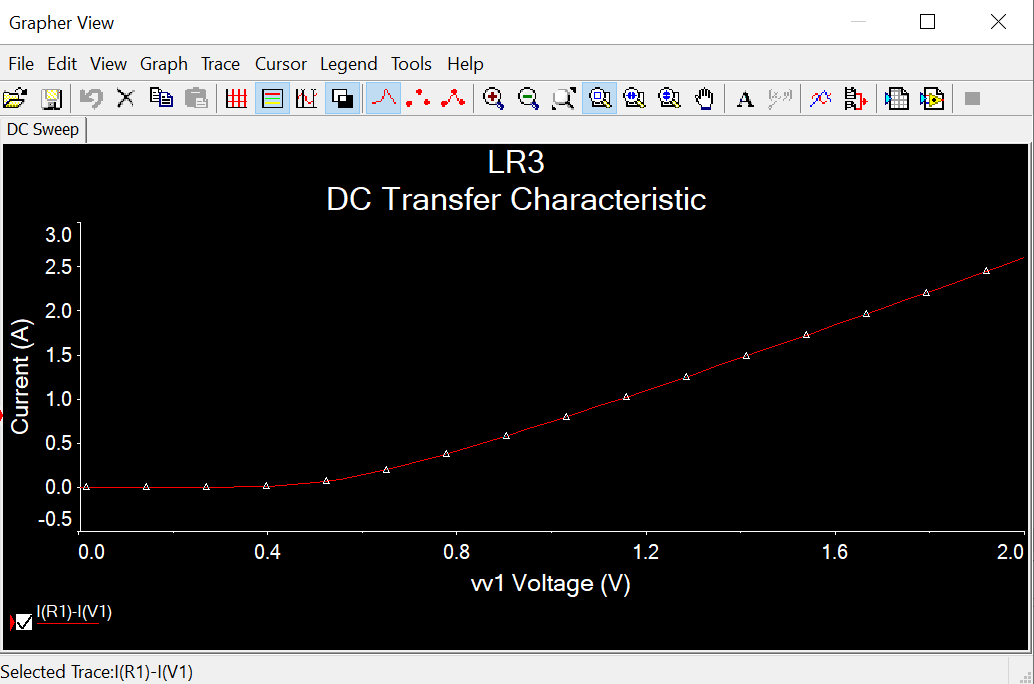 Grapher View
File Edit View Graph Trace Cursor Legend Tools Help
A
DC Sweep
LR3
DC Transfer Characteristic
3.0
2.5
2.0
1.5
1.0
0.5
0.0
-0.5
Current (A)
0.0 0.4 0.8 1.2 1.6 2.0
vv1 Voltage (V)
I(R1)-I(V1)
Selected Trace:I(R1)-I(V1)